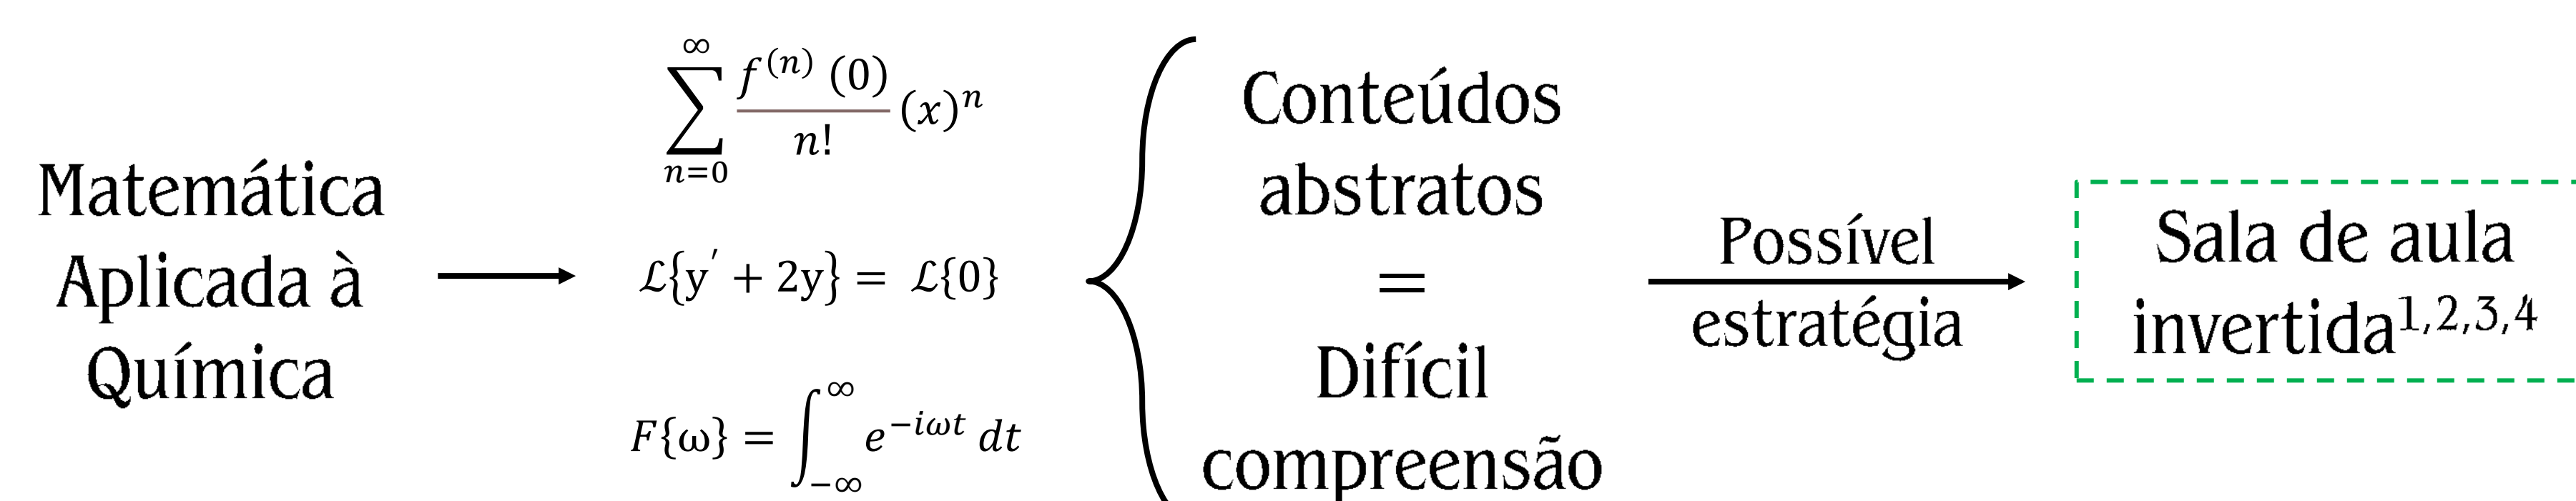 Matemática
Aplicada à
Química
∞
∑ f⁽ⁿ⁾ (0) / n! (x)ⁿ
n=0
ℒ{y′ + 2y} = ℒ{0}
F{ω} = ∫_{−∞}^{∞} e^{−iωt} dt
Conteúdos
abstratos
=
Difícil
compreensão
Possível
estratégia
Sala de aula
invertida¹,²,³,⁴